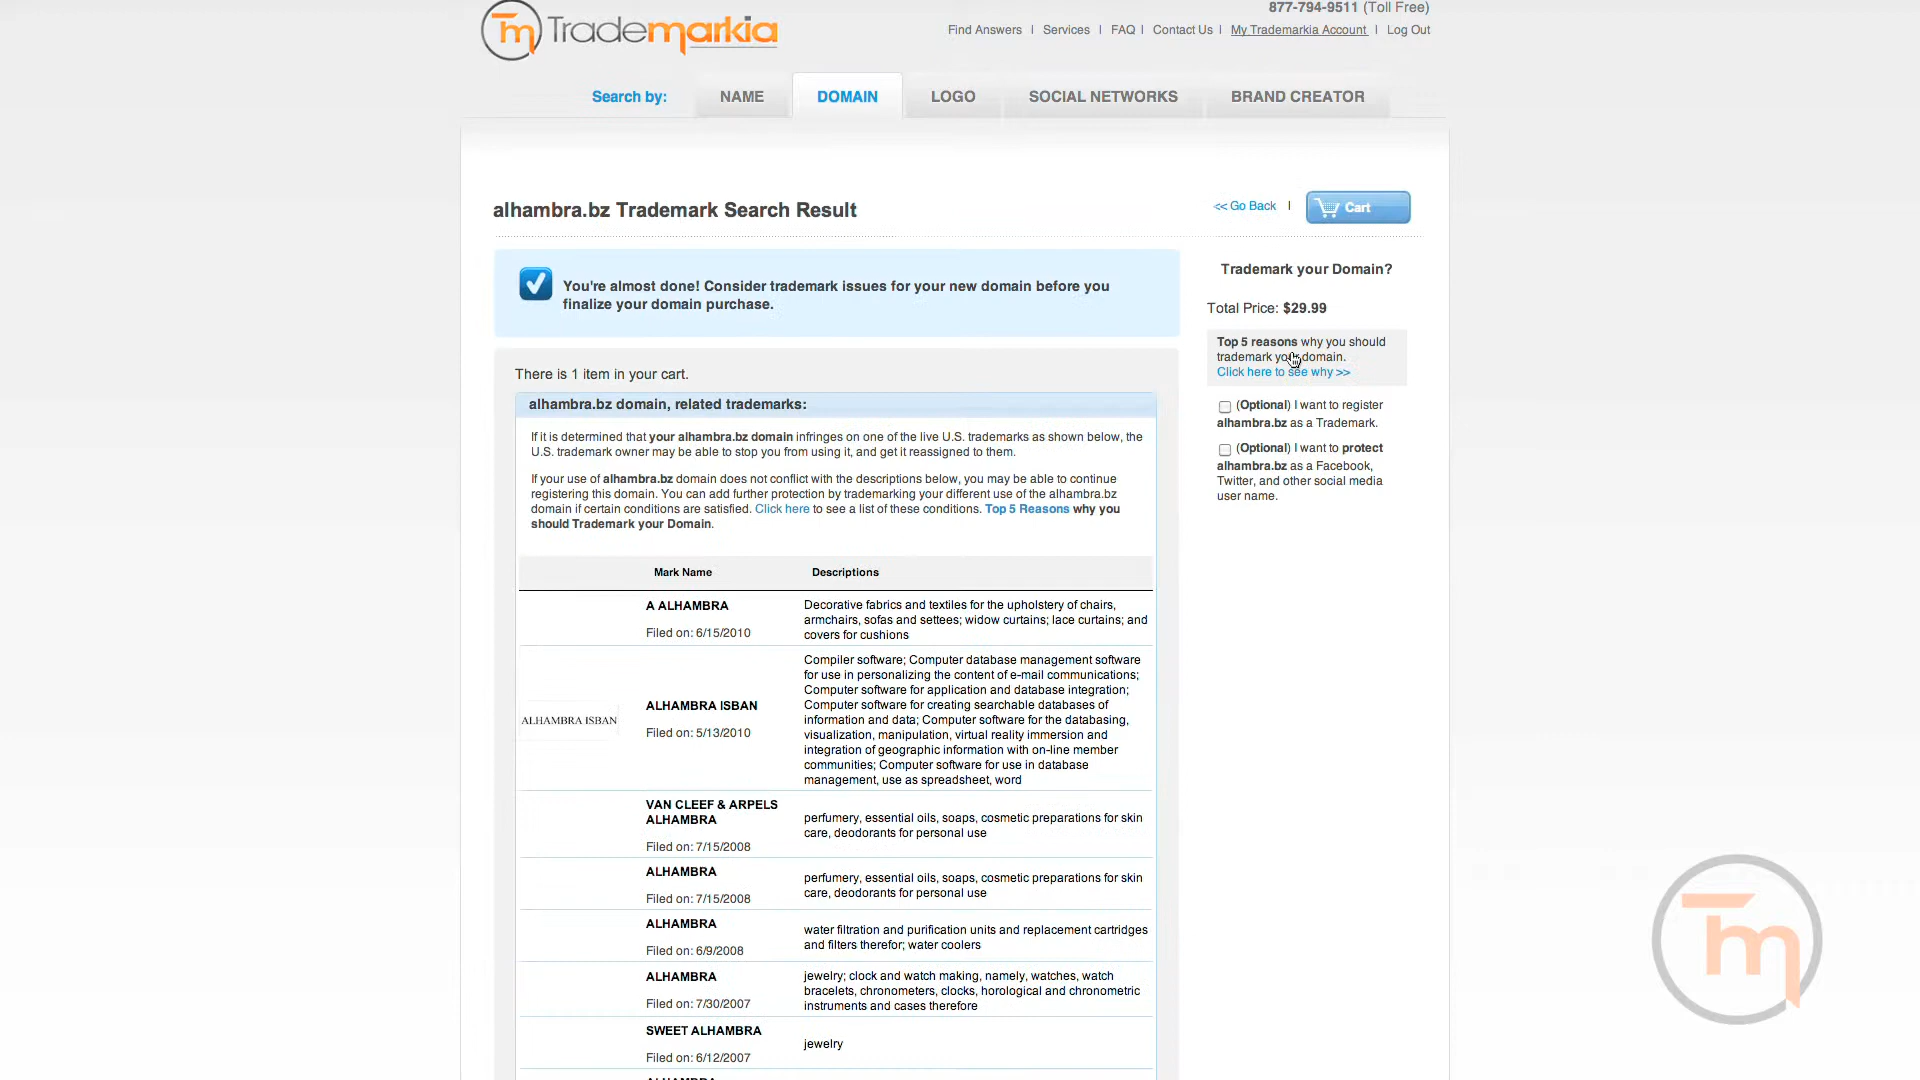 877-794-9511 (Toll Free)
Trademarkia
Find Answers | Services | FAQ | Contact Us | My Trademarkia Account | Log Out
Search by: NAME DOMAIN LOGO SOCIAL NETWORKS BRAND CREATOR
alhambra.bz Trademark Search Result
<< Go Back | Cart
You're almost done! Consider trademark issues for your new domain before you
finalize your domain purchase.
There is 1 item in your cart.
alhambra.bz domain, related trademarks:
If it is determined that your alhambra.bz domain infringes on one of the live U.S. trademarks as shown below, the
U.S. trademark owner may be able to stop you from using it, and get it reassigned to them.
If your use of alhambra.bz domain does not conflict with the descriptions below, you may be able to continue
registering this domain. You can add further protection by trademarking your different use of the alhambra.bz
domain if certain conditions are satisfied. Click here to see a list of these conditions. Top 5 Reasons why you
should Trademark your Domain.
Mark Name Descriptions
A ALHAMBRA
Filed on: 6/15/2010
Decorative fabrics and textiles for the upholstery of chairs,
armchairs, sofas and settees; widow curtains; lace curtains; and
covers for cushions
ALHAMBRA ISBAN
ALHAMBRA ISBAN
Filed on: 5/13/2010
Compiler software; Computer database management software
for use in personalizing the content of e-mail communications;
Computer software for application and database integration;
Computer software for creating searchable databases of
information and data; Computer software for the databasing,
visualization, manipulation, virtual reality immersion and
integration of geographic information with on-line member
communities; Computer software for use in database
management, use as spreadsheet, word
VAN CLEEF & ARPELS
ALHAMBRA
Filed on: 7/15/2008
perfumery, essential oils, soaps, cosmetic preparations for skin
care, deodorants for personal use
ALHAMBRA
Filed on: 7/15/2008
perfumery, essential oils, soaps, cosmetic preparations for skin
care, deodorants for personal use
ALHAMBRA
Filed on: 6/9/2008
water filtration and purification units and replacement cartridges
and filters therefor; water coolers
ALHAMBRA
Filed on: 7/30/2007
jewelry; clock and watch making, namely, watches, watch
bracelets, chronometers, clocks, horological and chronometric
instruments and cases therefore
SWEET ALHAMBRA
Filed on: 6/12/2007
jewelry
Trademark your Domain?
Total Price: $29.99
Top 5 reasons why you should
trademark your domain.
Click here to see why >>
(Optional) I want to register
alhambra.bz as a Trademark.
(Optional) I want to protect
alhambra.bz as a Facebook,
Twitter, and other social media
user name.
Tm